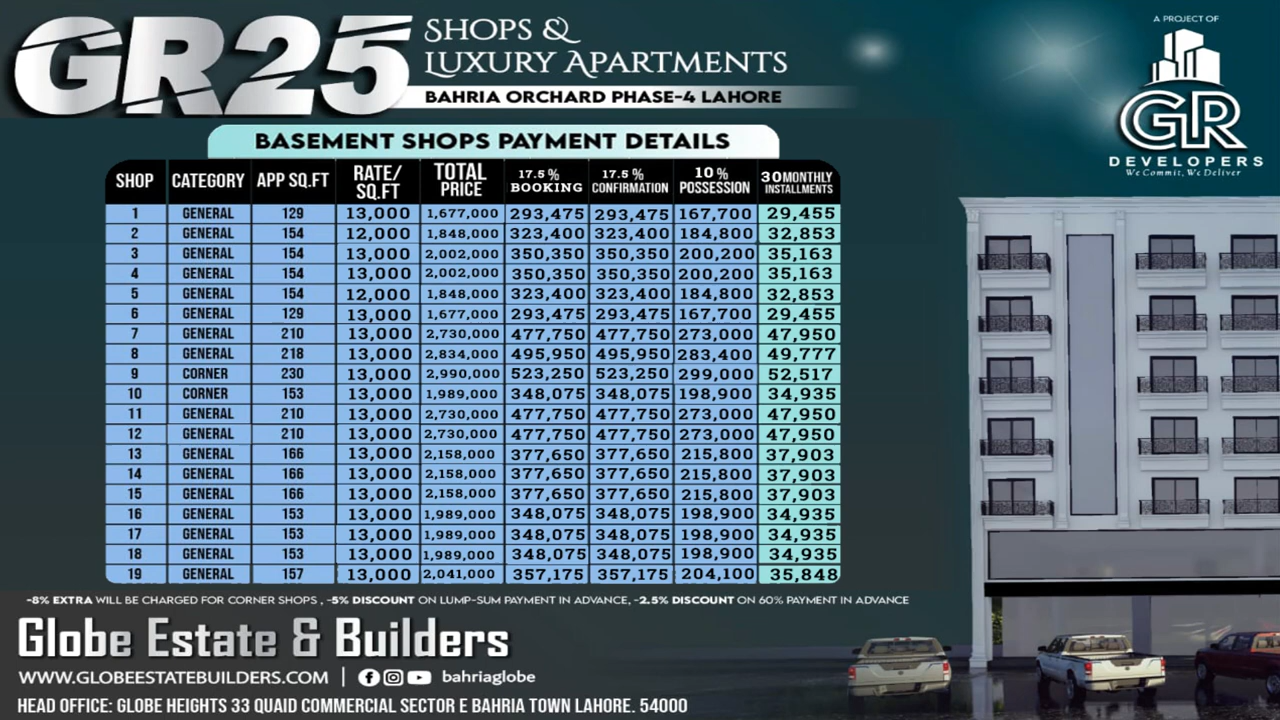 GR25
SHOPS &
LUXURY APARTMENTS
BAHRIA ORCHARD PHASE-4 LAHORE
A PROJECT OF
GR
DEVELOPERS
We Commit, We Deliver
BASEMENT SHOPS PAYMENT DETAILS
SHOP CATEGORY APP SQ.FT RATE/ SQ.FT TOTAL PRICE 17.5 % BOOKING 17.5 % CONFIRMATION 10 % POSSESSION 30 MONTHLY INSTALLMENTS
1 GENERAL 129 13,000 1,677,000 293,475 293,475 167,700 29,455
2 GENERAL 154 12,000 1,848,000 323,400 323,400 184,800 32,853
3 GENERAL 154 13,000 2,002,000 350,350 350,350 200,200 35,163
4 GENERAL 154 13,000 2,002,000 350,350 350,350 200,200 35,163
5 GENERAL 154 12,000 1,848,000 323,400 323,400 184,800 32,853
6 GENERAL 129 13,000 1,677,000 293,475 293,475 167,700 29,455
7 GENERAL 210 13,000 2,730,000 477,750 477,750 273,000 47,950
8 GENERAL 218 13,000 2,834,000 495,950 495,950 283,400 49,777
9 CORNER 230 13,000 2,990,000 523,250 523,250 299,000 52,517
10 CORNER 153 13,000 1,989,000 348,075 348,075 198,900 34,935
11 GENERAL 210 13,000 2,730,000 477,750 477,750 273,000 47,950
12 GENERAL 210 13,000 2,730,000 477,750 477,750 273,000 47,950
13 GENERAL 166 13,000 2,158,000 377,650 377,650 215,800 37,903
14 GENERAL 166 13,000 2,158,000 377,650 377,650 215,800 37,903
15 GENERAL 166 13,000 2,158,000 377,650 377,650 215,800 37,903
16 GENERAL 153 13,000 1,989,000 348,075 348,075 198,900 34,935
17 GENERAL 153 13,000 1,989,000 348,075 348,075 198,900 34,935
18 GENERAL 153 13,000 1,989,000 348,075 348,075 198,900 34,935
19 GENERAL 157 13,000 2,041,000 357,175 357,175 204,100 35,848
-8% EXTRA WILL BE CHARGED FOR CORNER SHOPS , -5% DISCOUNT ON LUMP-SUM PAYMENT IN ADVANCE, -2.5% DISCOUNT ON 60% PAYMENT IN ADVANCE
Globe Estate & Builders
WWW.GLOBEESTATEBUILDERS.COM | bahriaglobe
HEAD OFFICE: GLOBE HEIGHTS 33 QUAID COMMERCIAL SECTOR E BAHRIA TOWN LAHORE. 54000